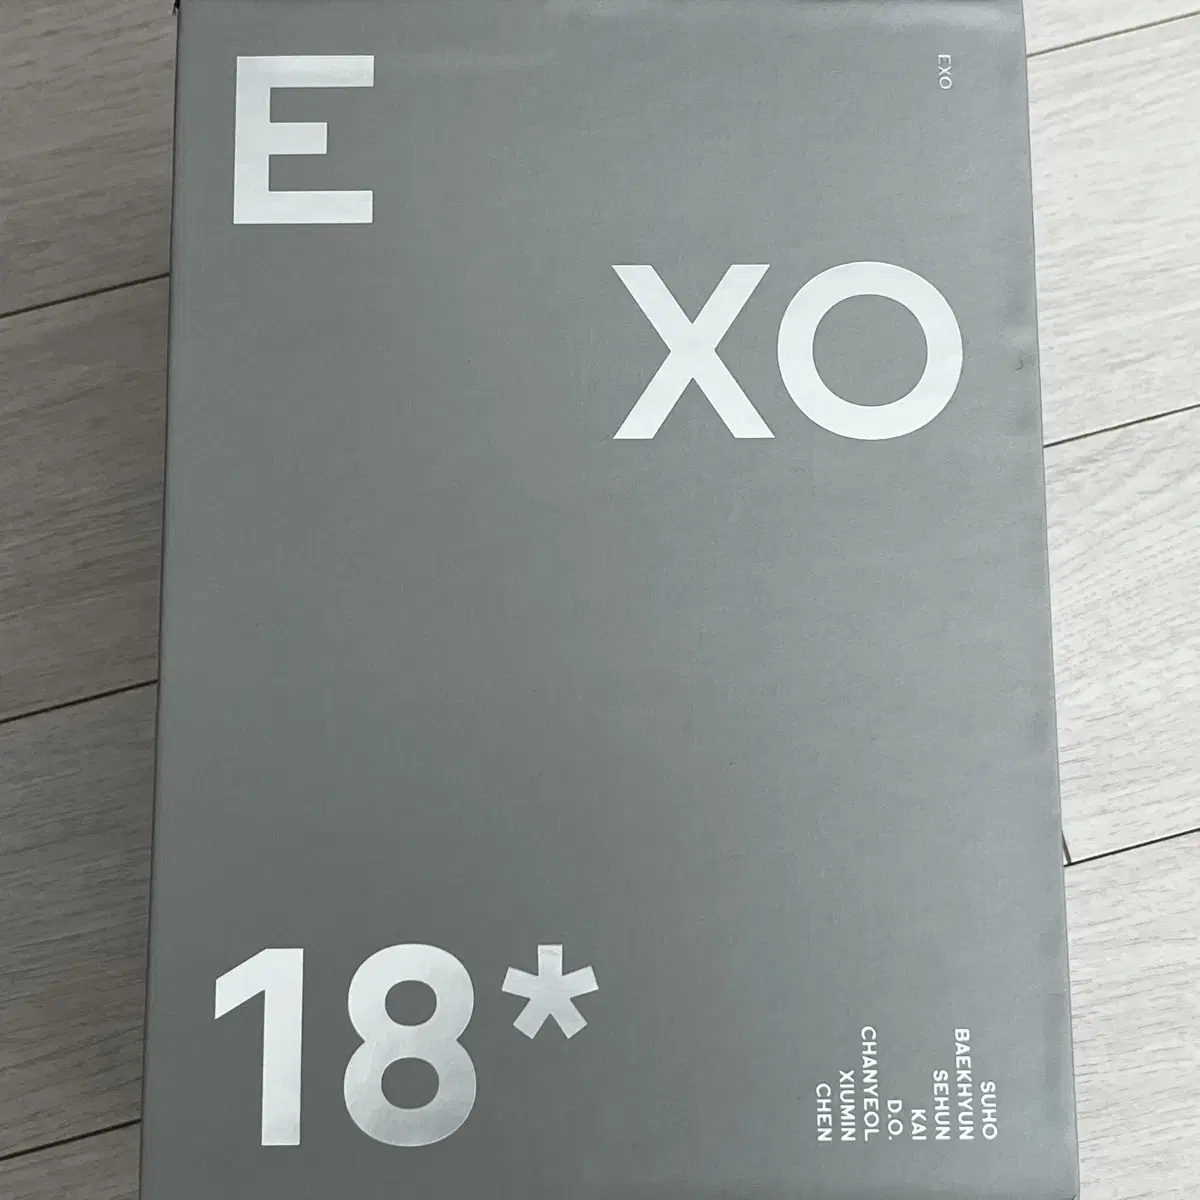 E
EXO
XO
18*
SUHO
BAEKHYUN
SEHUN
KAI
D.O.
CHANYEOL
XIUMIN
CHEN